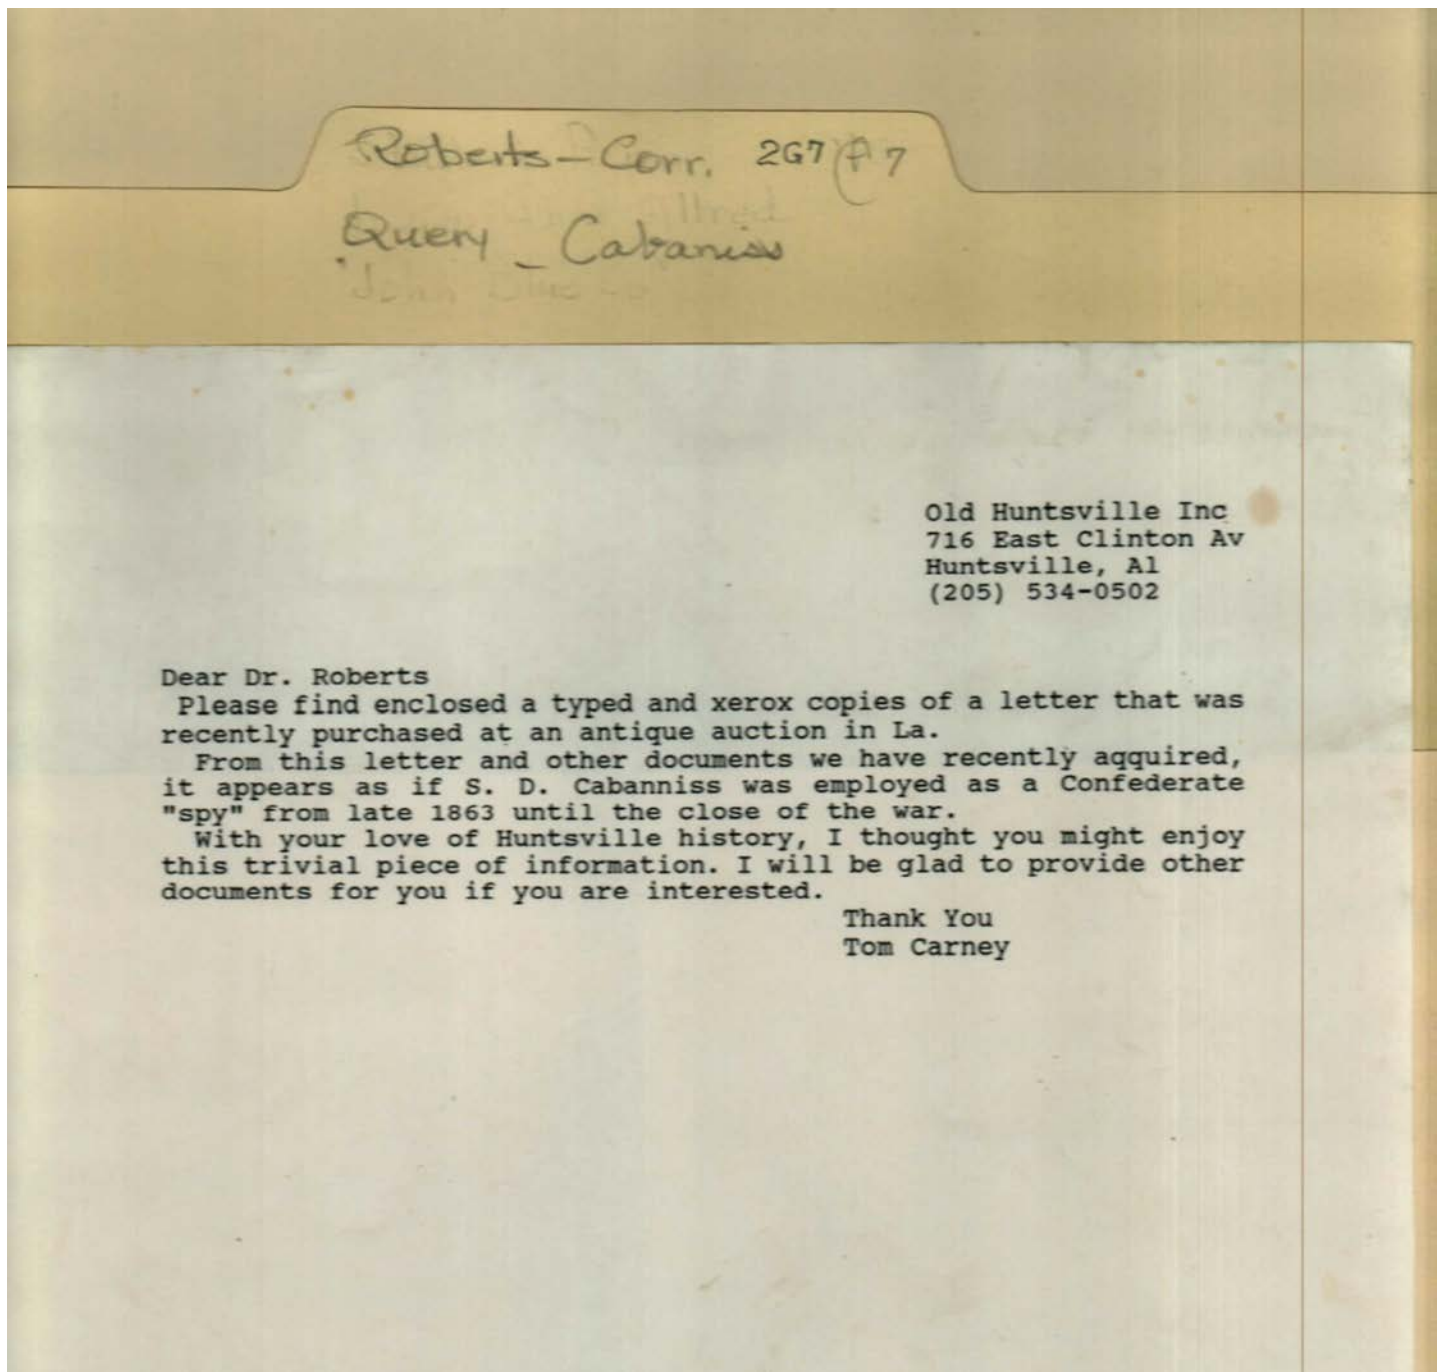 Roberts - Corr. 2G7 F7
Query - Cabaniss
Old Huntsville Inc
716 East Clinton Av
Huntsville, Al
(205) 534-0502
Dear Dr. Roberts
Please find enclosed a typed and xerox copies of a letter that was
recently purchased at an antique auction in La.
From this letter and other documents we have recently aqquired,
it appears as if S. D. Cabanniss was employed as a Confederate
"spy" from late 1863 until the close of the war.
With your love of Huntsville history, I thought you might enjoy
this trivial piece of information. I will be glad to provide other
documents for you if you are interested.
Thank You
Tom Carney